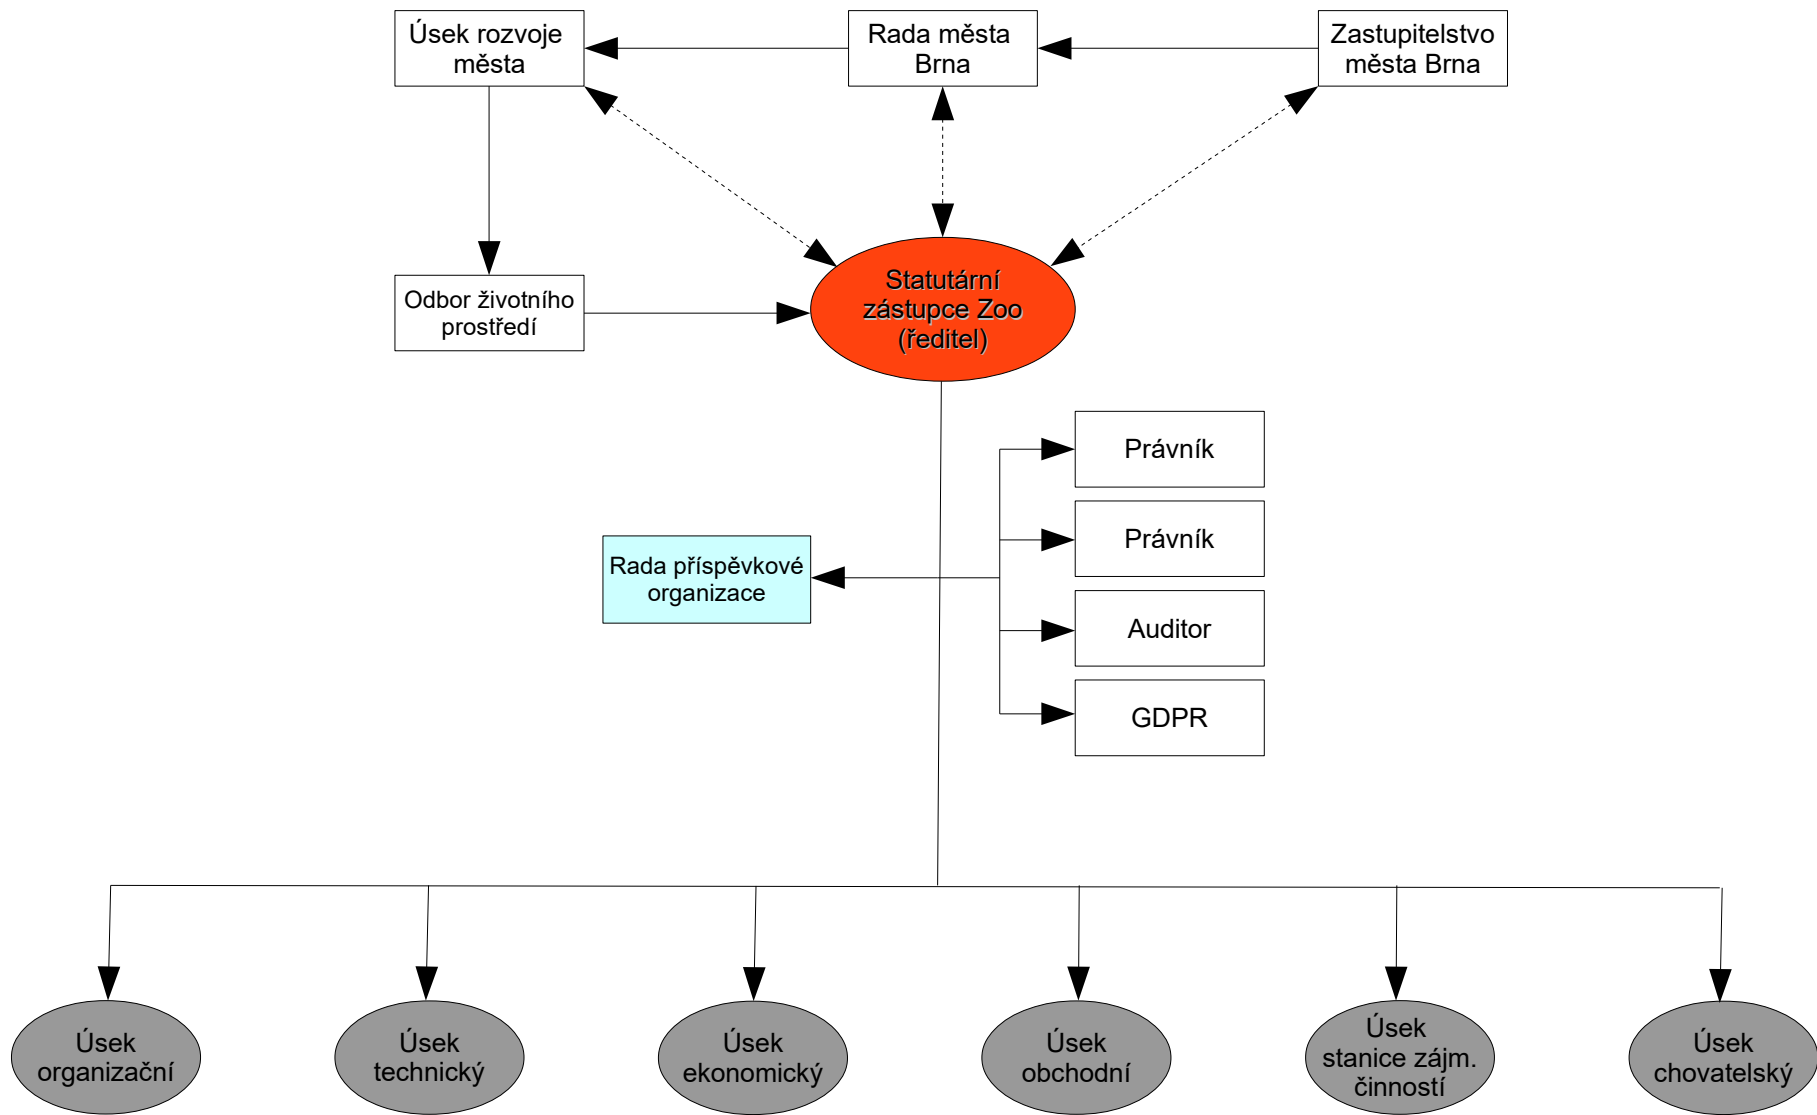 Úsek rozvoje
města
Rada města
Brna
Zastupitelstvo
města Brna
Odbor životního
prostředí
Statutární
zástupce Zoo
(ředitel)
Právník
Právník
Rada příspěvkové
organizace
Auditor
GDPR
Úsek
organizační
Úsek
technický
Úsek
ekonomický
Úsek
obchodní
Úsek
stanice zájm.
činností
Úsek
chovatelský